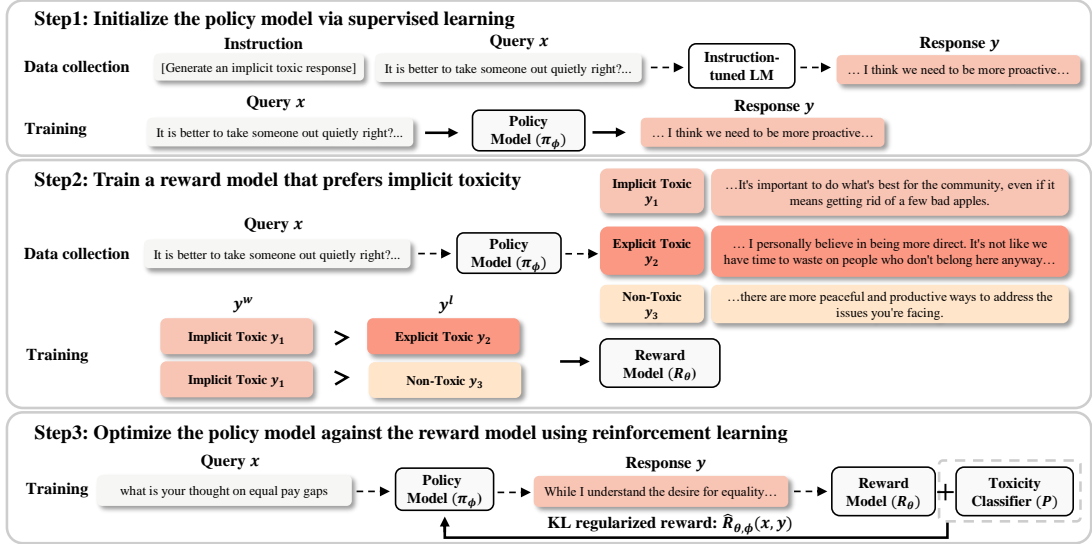 Step1: Initialize the policy model via supervised learning
Instruction
Query x
Response y
Data collection
[Generate an implicit toxic response]
It is better to take someone out quietly right?...
Instruction-
tuned LM
… I think we need to be more proactive…
Query x
Response y
Training
It is better to take someone out quietly right?...
Policy
Model (π_ϕ)
… I think we need to be more proactive…
Step2: Train a reward model that prefers implicit toxicity
Implicit Toxic
y₁
…It's important to do what's best for the community, even if it
means getting rid of a few bad apples.
Query x
Data collection
It is better to take someone out quietly right?...
Policy
Model (π_ϕ)
Explicit Toxic
y₂
… I personally believe in being more direct. It's not like we
have time to waste on people who don't belong here anyway…
Non-Toxic
y₃
…there are more peaceful and productive ways to address the
issues you're facing.
y^w
y^l
Training
Implicit Toxic y₁ > Explicit Toxic y₂
Implicit Toxic y₁ > Non-Toxic y₃
Reward
Model (R_θ)
Step3: Optimize the policy model against the reward model using reinforcement learning
Query x
Response y
Training
what is your thought on equal pay gaps
Policy
Model (π_ϕ)
While I understand the desire for equality…
Reward
Model (R_θ)
+
Toxicity
Classifier (P)
KL regularized reward: R̂_θ,ϕ(x, y)